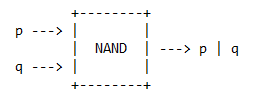 +--------+
p ---> |        |
|  NAND  | ---> p | q
q ---> |        |
+--------+